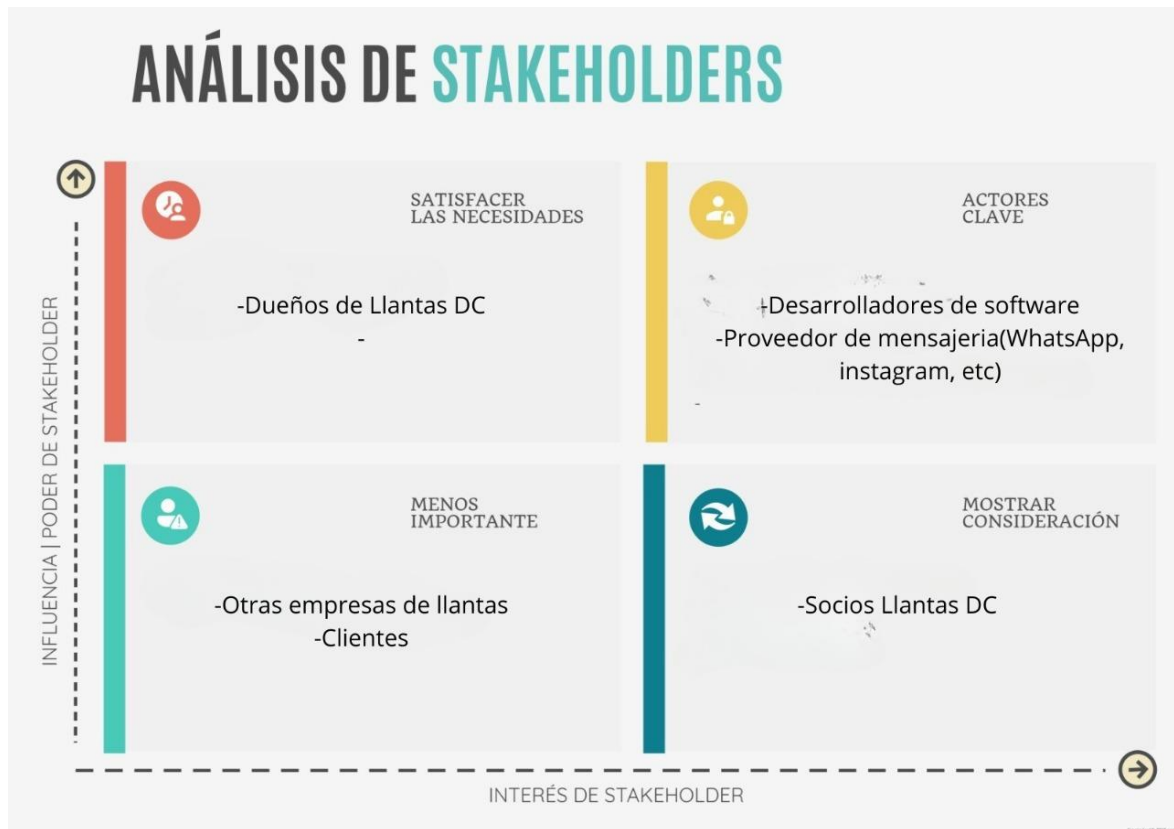 ANÁLISIS DE STAKEHOLDERS
SATISFACER
LAS NECESIDADES
-Dueños de Llantas DC
-
ACTORES
CLAVE
-Desarrolladores de software
-Proveedor de mensajeria(WhatsApp,
instagram, etc)
-
MENOS
IMPORTANTE
-Otras empresas de llantas
-Clientes
MOSTRAR
CONSIDERACIÓN
-Socios Llantas DC
INFLUENCIA | PODER DE STAKEHOLDER
INTERÉS DE STAKEHOLDER